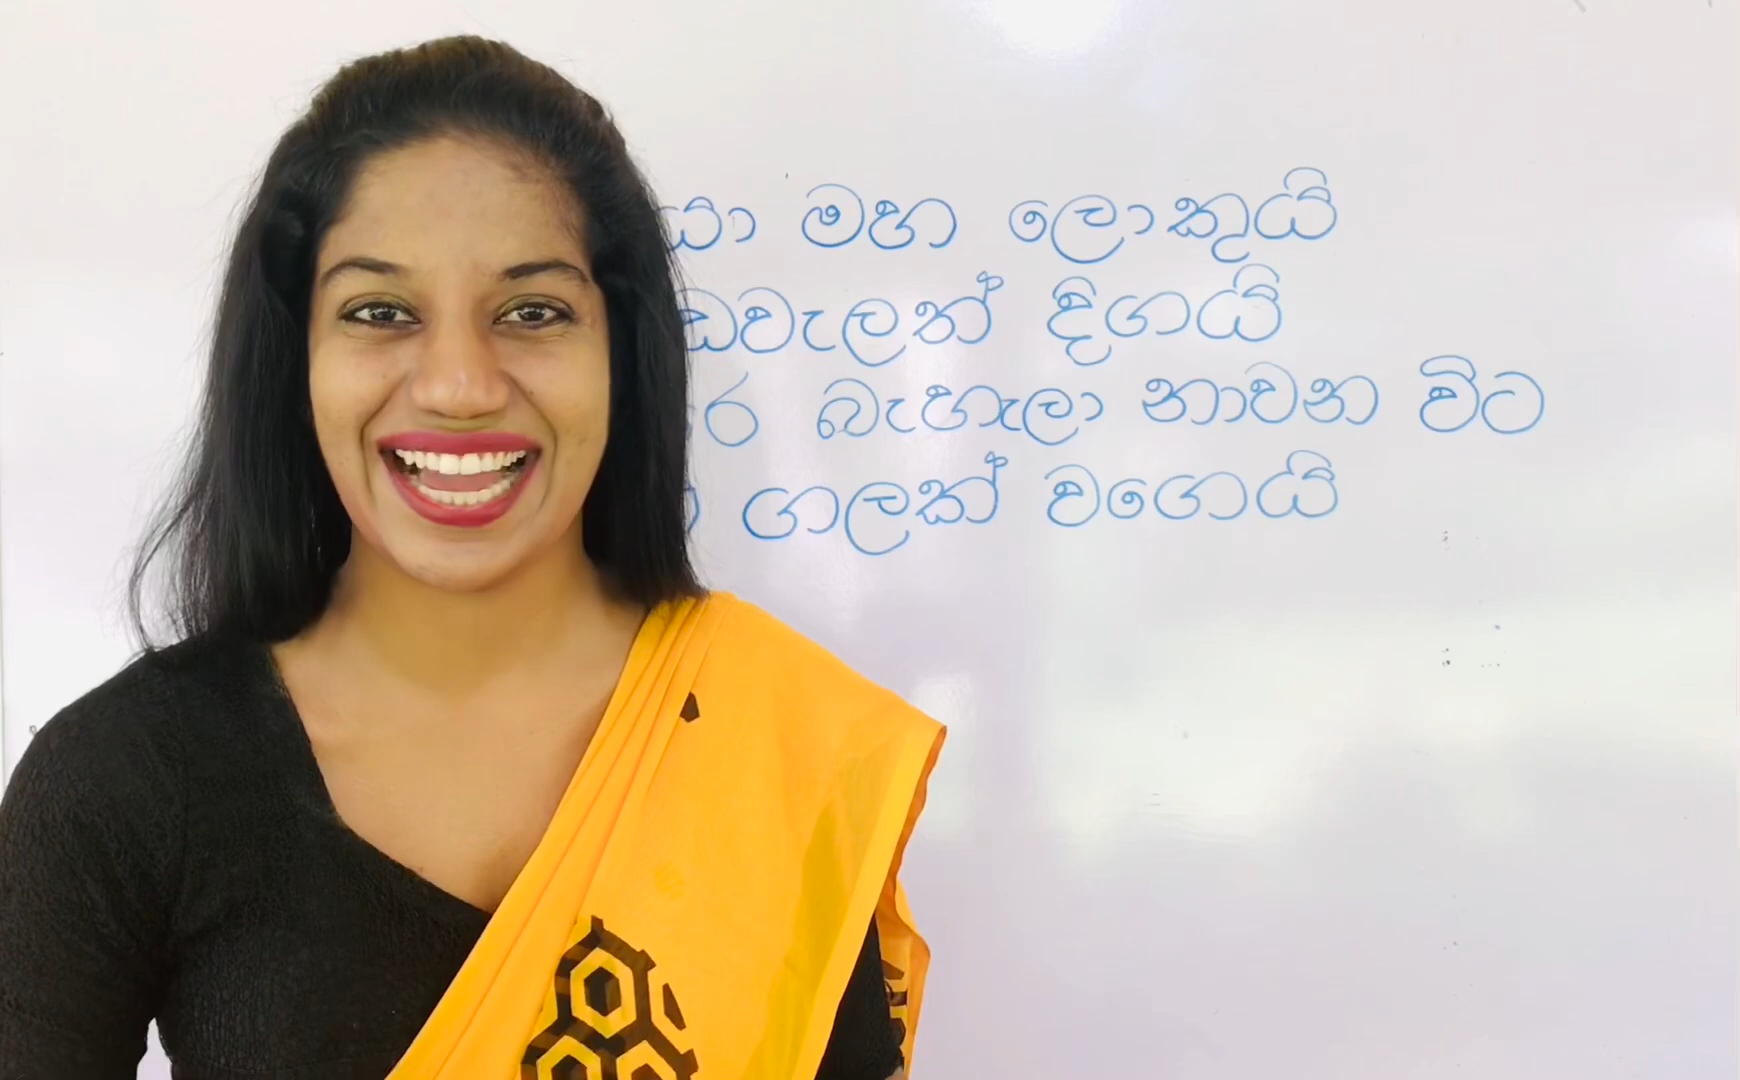 මහ ලොකුයි
දිගයි
බැහැලා නාවන විට
ගලක් වගෙයි